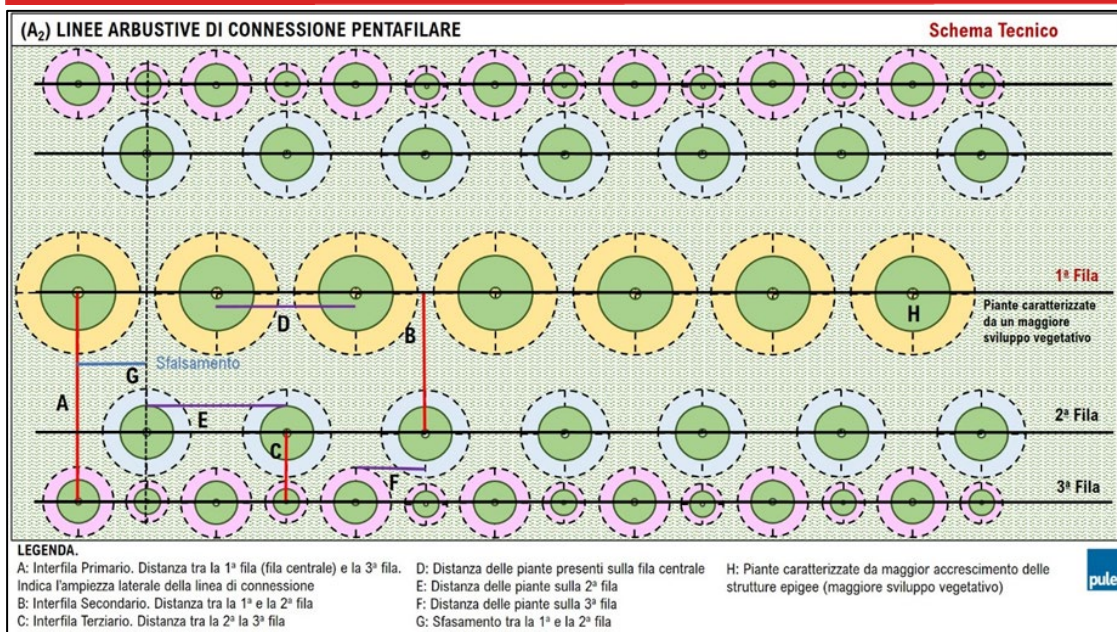 (A₂) LINEE ARBUSTIVE DI CONNESSIONE PENTAFILARE
Schema Tecnico
1ª Fila
Piante caratterizzate
da un maggiore
sviluppo vegetativo
H
D
B
Sfalsamento
G
A
E
2ª Fila
C
F
3ª Fila
LEGENDA.
A: Interfila Primario. Distanza tra la 1ª fila (fila centrale) e la 3ª fila.
Indica l'ampiezza laterale della linea di connessione
B: Interfila Secondario. Distanza tra la 1ª e la 2ª fila
C: Interfila Terziario. Distanza tra la 2ª la 3ª fila
D: Distanza delle piante presenti sulla fila centrale
E: Distanza delle piante sulla 2ª fila
F: Distanza delle piante sulla 3ª fila
G: Sfasamento tra la 1ª e la 2ª fila
H: Piante caratterizzate da maggior accrescimento delle
strutture epigee (maggiore sviluppo vegetativo)
pule